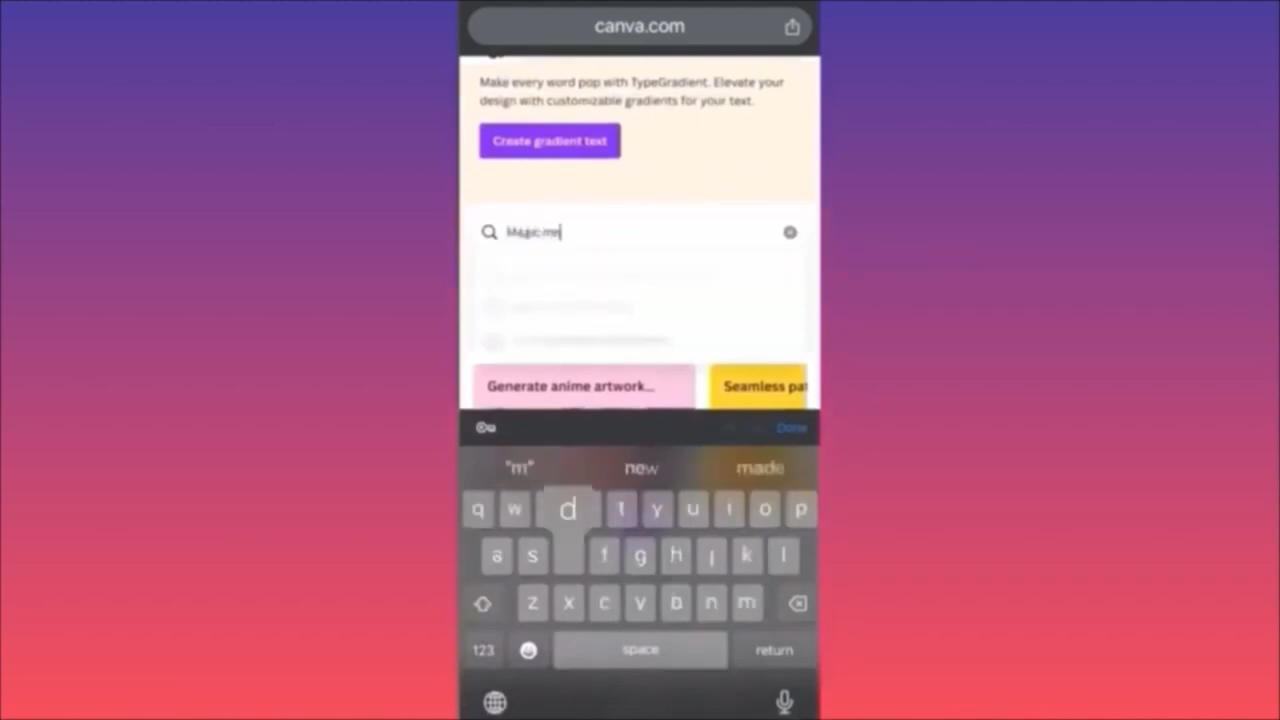 canva.com
Make every word pop with TypeGradient. Elevate your
design with customizable gradients for your text.
Create gradient text
Magic me
Generate anime artwork...
Seamless pat
Done
"m" new made
q w d t y u i o p
a s f g h j k l
z x c v b n m
123 space return